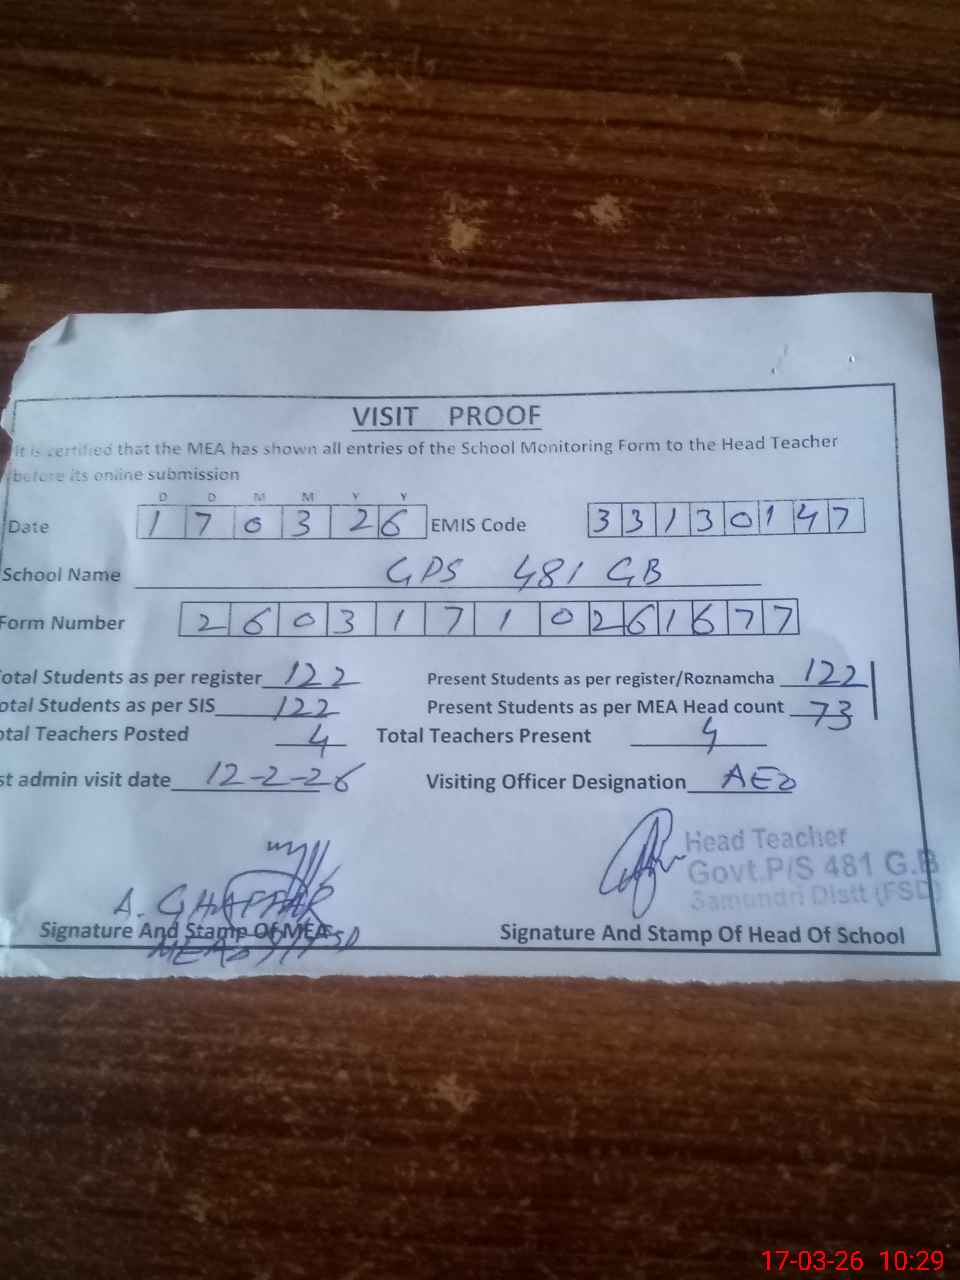 VISIT PROOF
It is certified that the MEA has shown all entries of the School Monitoring Form to the Head Teacher
before its online submission
D D M M Y Y
Date 1 7 0 3 2 6 EMIS Code 3 3 1 3 0 1 4 7
School Name GPS 481 GB
Form Number 2 6 0 3 1 7 1 0 2 6 1 6 7 7
Total Students as per register 122 Present Students as per register/Roznamcha 122
otal Students as per SIS 122 Present Students as per MEA Head count 73
otal Teachers Posted 4 Total Teachers Present 4
st admin visit date 12-2-26 Visiting Officer Designation AEO
Head Teacher
Govt.P/S 481 G.B
Samundri Distt (FSD)
A. GHAFFAR
Signature And Stamp Of MEA Signature And Stamp Of Head Of School
17-03-26 10:29